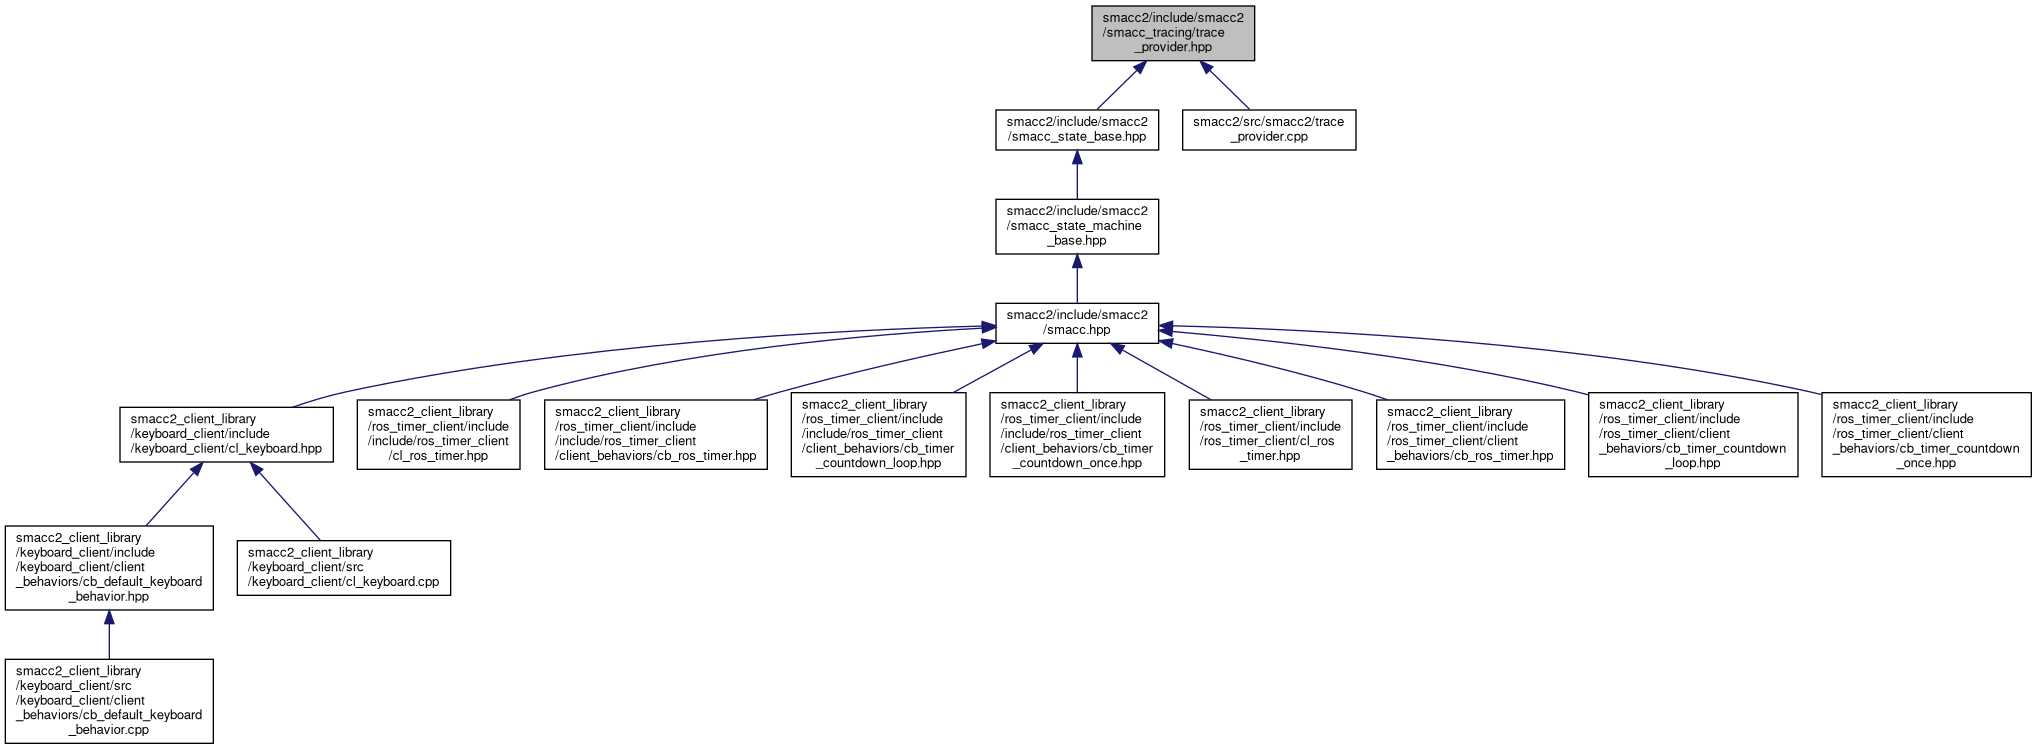 smacc2/include/smacc2
/smacc_tracing/trace
_provider.hpp
smacc2/include/smacc2
/smacc_state_base.hpp
smacc2/src/smacc2/trace
_provider.cpp
smacc2/include/smacc2
/smacc_state_machine
_base.hpp
smacc2/include/smacc2
/smacc.hpp
smacc2_client_library
/keyboard_client/include
/keyboard_client/cl_keyboard.hpp
smacc2_client_library
/ros_timer_client/include
/include/ros_timer_client
/cl_ros_timer.hpp
smacc2_client_library
/ros_timer_client/include
/include/ros_timer_client
/client_behaviors/cb_ros_timer.hpp
smacc2_client_library
/ros_timer_client/include
/include/ros_timer_client
/client_behaviors/cb_timer
_countdown_loop.hpp
smacc2_client_library
/ros_timer_client/include
/include/ros_timer_client
/client_behaviors/cb_timer
_countdown_once.hpp
smacc2_client_library
/ros_timer_client/include
/ros_timer_client/cl_ros
_timer.hpp
smacc2_client_library
/ros_timer_client/include
/ros_timer_client/client
_behaviors/cb_ros_timer.hpp
smacc2_client_library
/ros_timer_client/include
/ros_timer_client/client
_behaviors/cb_timer_countdown
_loop.hpp
smacc2_client_library
/ros_timer_client/include
/ros_timer_client/client
_behaviors/cb_timer_countdown
_once.hpp
smacc2_client_library
/keyboard_client/include
/keyboard_client/client
_behaviors/cb_default_keyboard
_behavior.hpp
smacc2_client_library
/keyboard_client/src
/keyboard_client/cl_keyboard.cpp
smacc2_client_library
/keyboard_client/src
/keyboard_client/client
_behaviors/cb_default_keyboard
_behavior.cpp